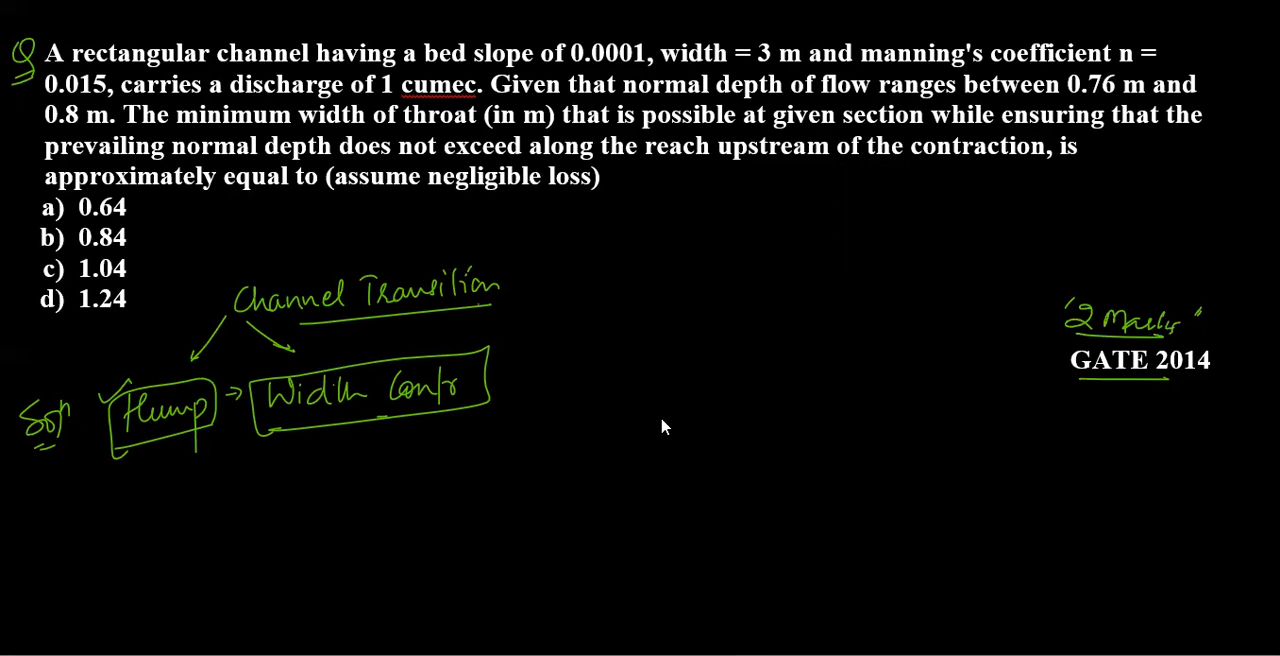 Q A rectangular channel having a bed slope of 0.0001, width = 3 m and manning's coefficient n =
0.015, carries a discharge of 1 cumec. Given that normal depth of flow ranges between 0.76 m and
0.8 m. The minimum width of throat (in m) that is possible at given section while ensuring that the
prevailing normal depth does not exceed along the reach upstream of the contraction, is
approximately equal to (assume negligible loss)
a) 0.64
b) 0.84
c) 1.04
d) 1.24
Channel Transition
"2 Marks"
GATE 2014
Width Contr
Sol